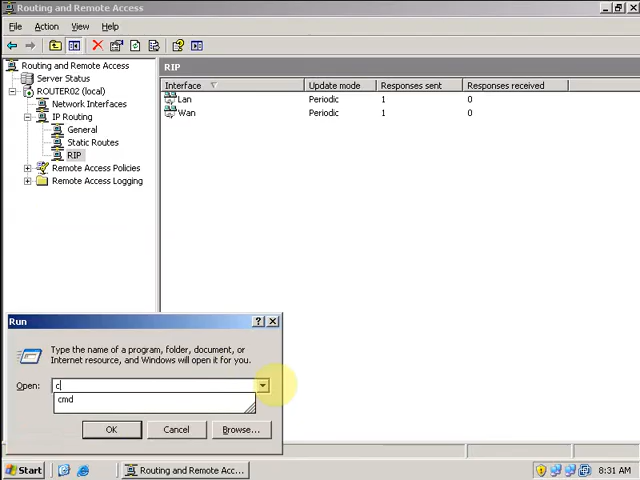 Routing and Remote Access
File Action View Help
Routing and Remote Access
Server Status
ROUTER02 (local)
Network Interfaces
IP Routing
General
Static Routes
RIP
Remote Access Policies
Remote Access Logging
RIP
Interface Update mode Responses sent Responses received
Lan Periodic 1 0
Wan Periodic 1 0
Run
Type the name of a program, folder, document, or
Internet resource, and Windows will open it for you.
Open: c
cmd
OK Cancel Browse...
Start Routing and Remote Acc... 8:31 AM